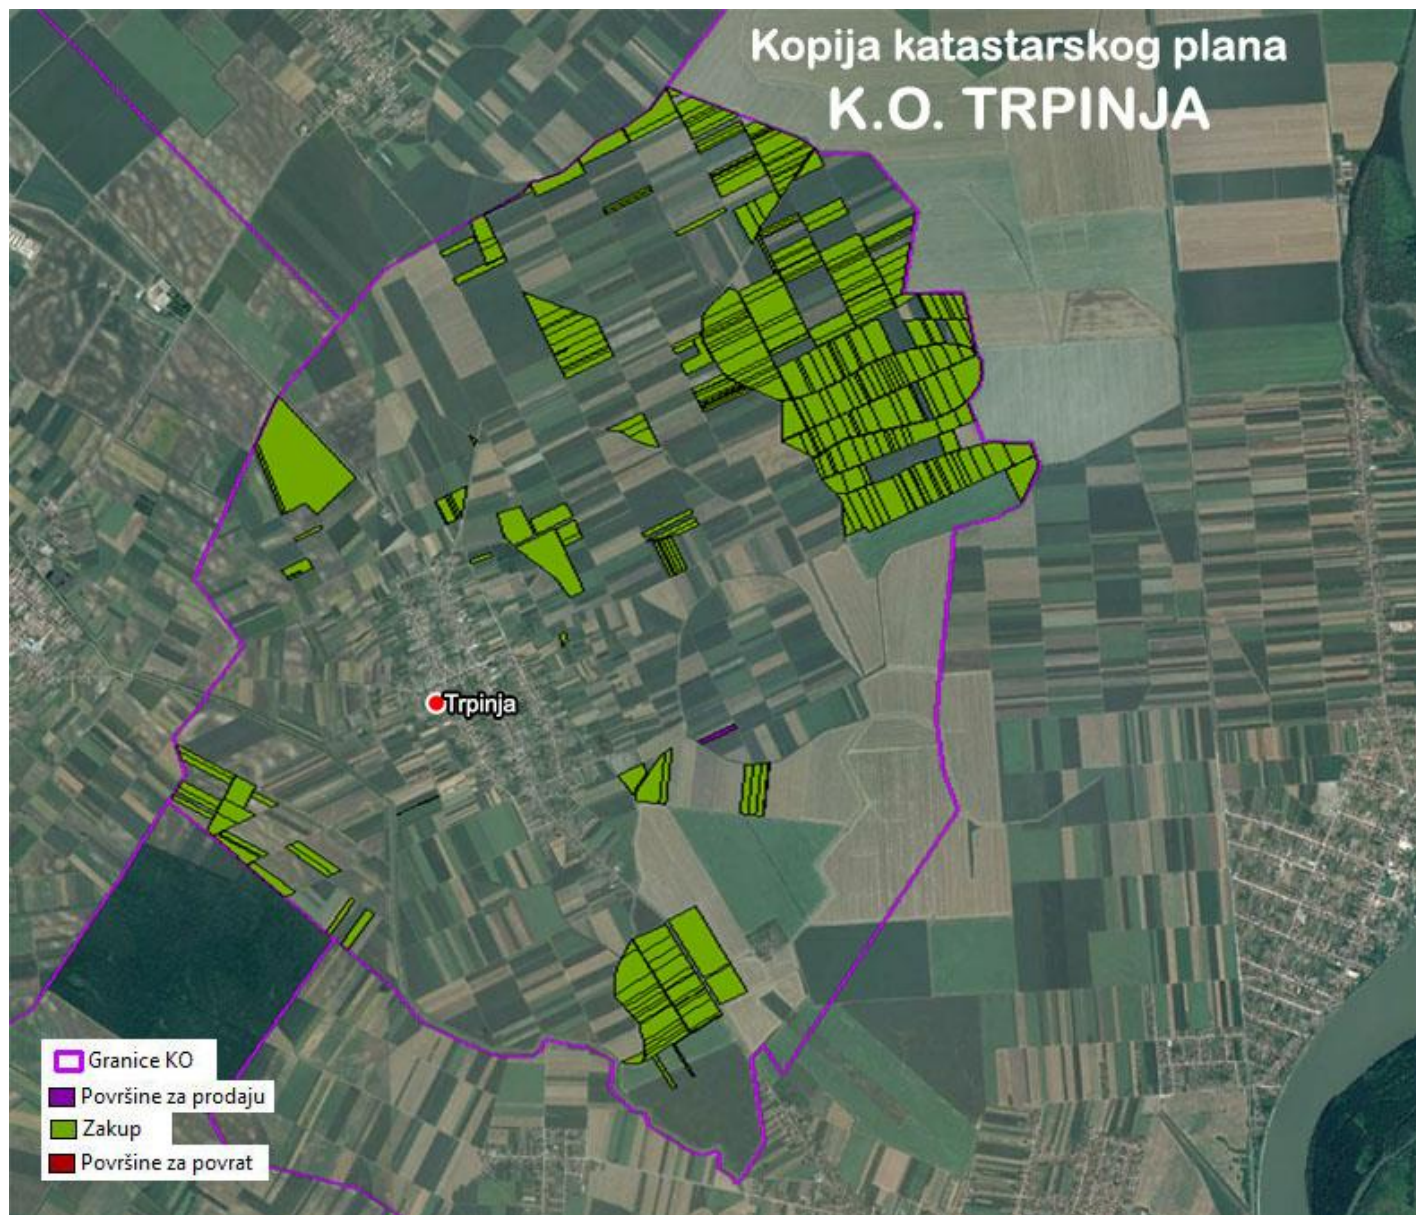 Kopija katastarskog plana
K.O. TRPINJA
Trpinja
Granice KO
Površine za prodaju
Zakup
Površine za povrat